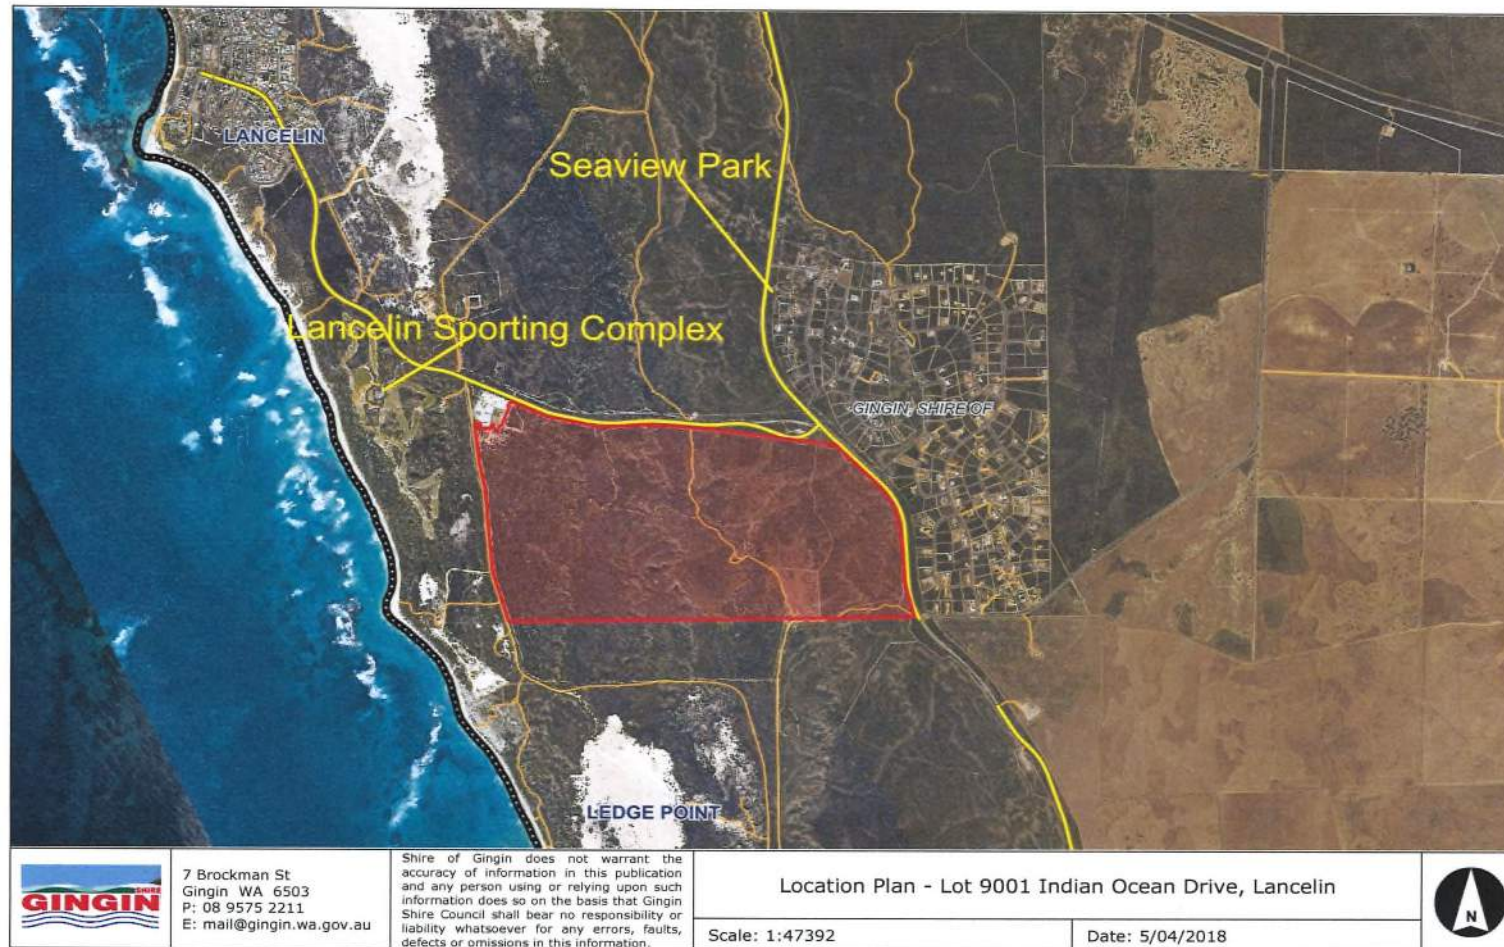 LANCELIN
Seaview Park
Lancelin Sporting Complex
GINGIN, SHIRE OF
LEDGE POINT
SHIRE
GINGIN
7 Brockman St
Gingin WA 6503
P: 08 9575 2211
E: mail@gingin.wa.gov.au
Shire of Gingin does not warrant the
accuracy of information in this publication
and any person using or relying upon such
information does so on the basis that Gingin
Shire Council shall bear no responsibility or
liability whatsoever for any errors, faults,
defects or omissions in this information.
Location Plan - Lot 9001 Indian Ocean Drive, Lancelin
Scale: 1:47392
Date: 5/04/2018
N